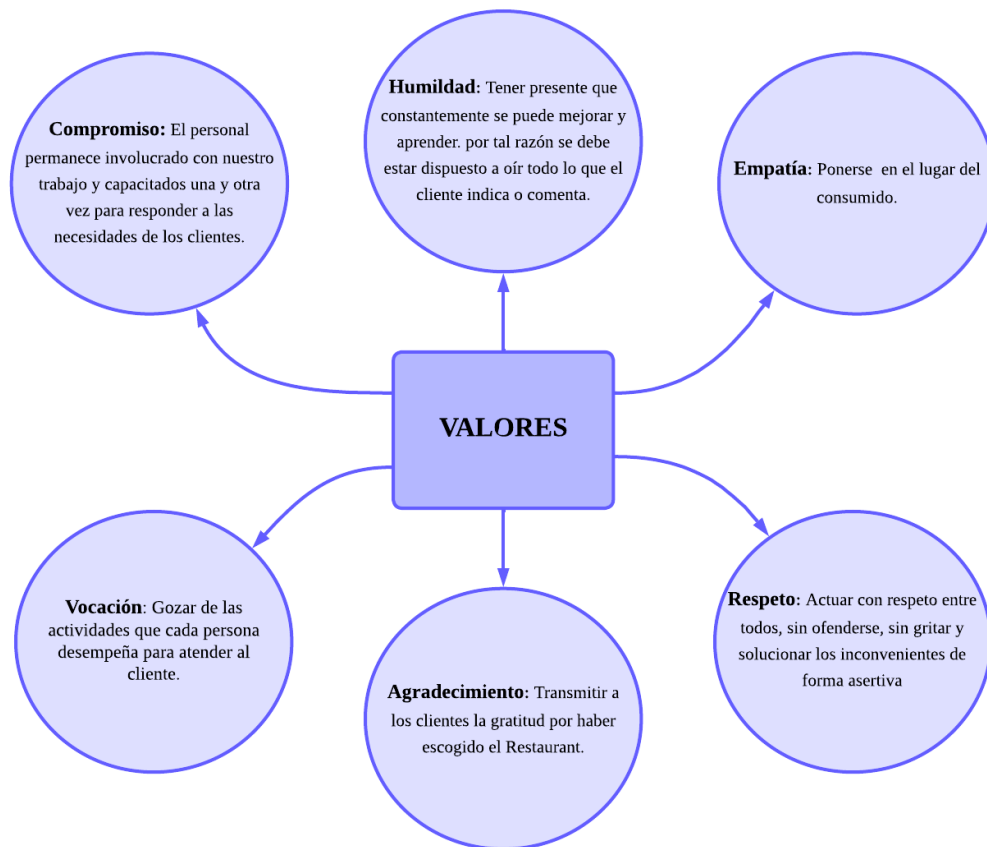 Compromiso: El personal
permanece involucrado con nuestro
trabajo y capacitados una y otra
vez para responder a las
necesidades de los clientes.
Humildad: Tener presente que
constantemente se puede mejorar y
aprender. por tal razón se debe
estar dispuesto a oír todo lo que el
cliente indica o comenta.
Empatía: Ponerse en el lugar del
consumido.
VALORES
Vocación: Gozar de las
actividades que cada persona
desempeña para atender al
cliente.
Agradecimiento: Transmitir a
los clientes la gratitud por haber
escogido el Restaurant.
Respeto: Actuar con respeto entre
todos, sin ofenderse, sin gritar y
solucionar los inconvenientes de
forma asertiva